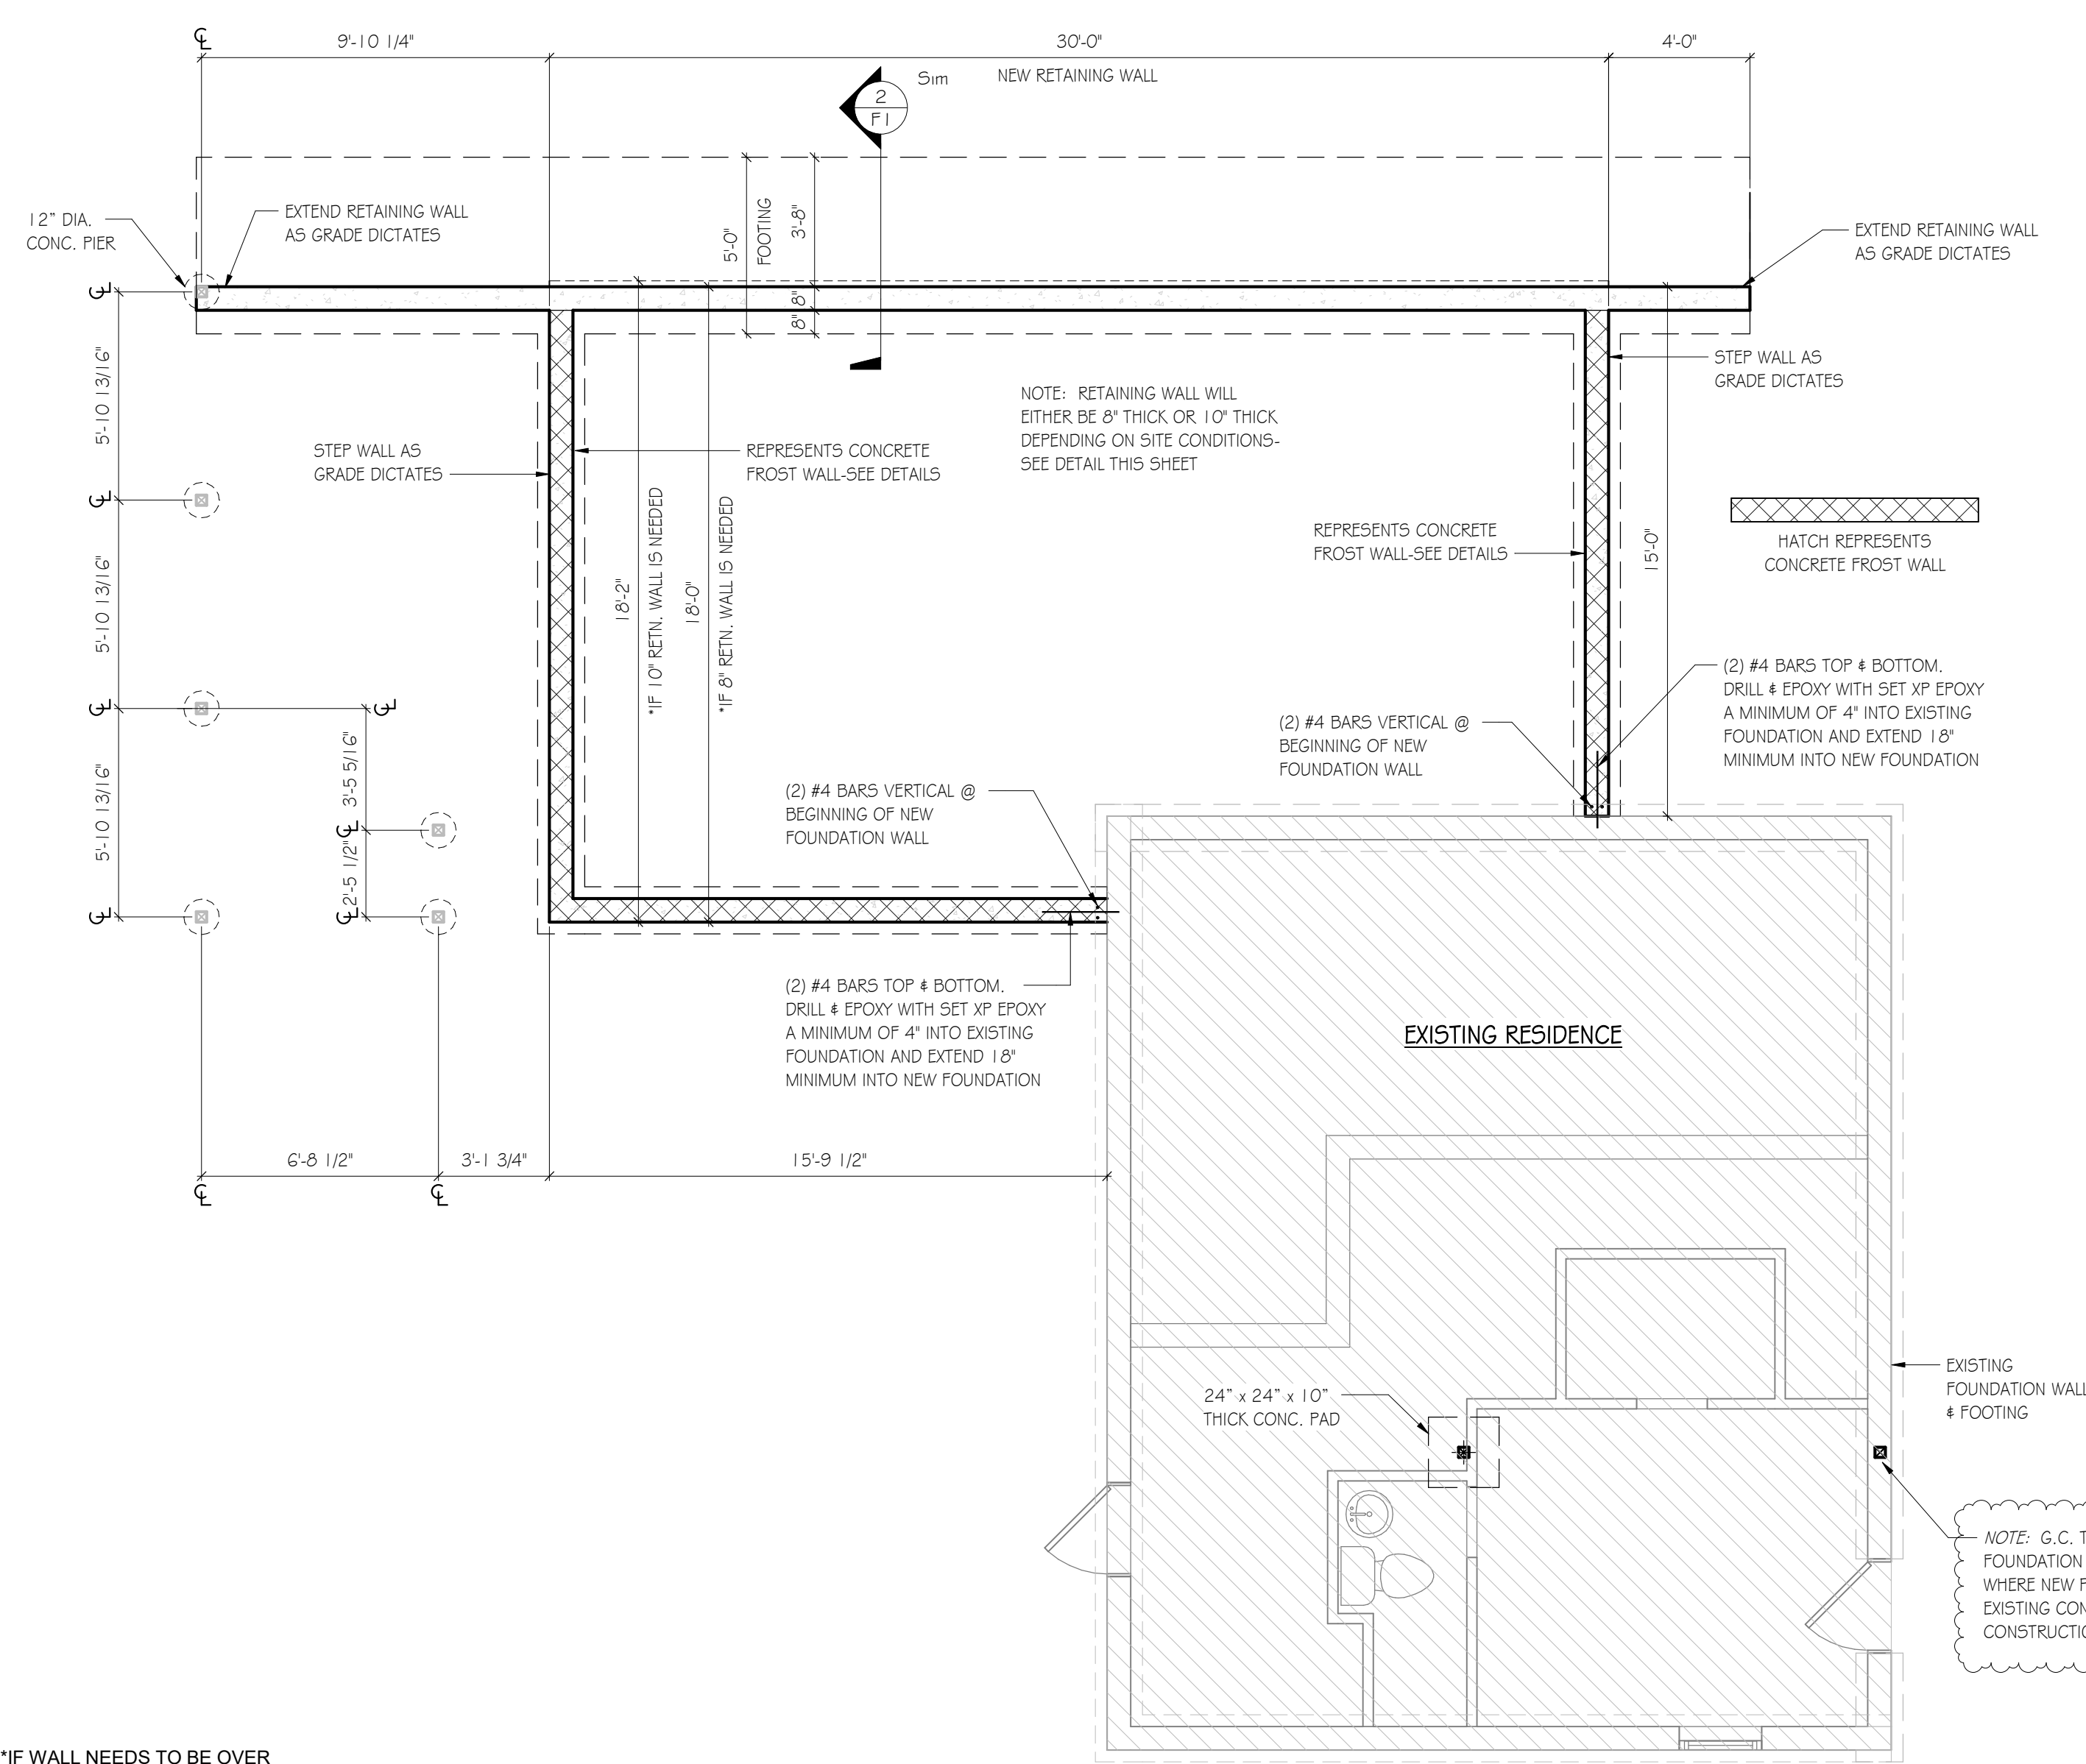 ℄
9'-10 1/4"
30'-0"
4'-0"
Sim
NEW RETAINING WALL
2
F1
12” DIA.
CONC. PIER
EXTEND RETAINING WALL
AS GRADE DICTATES
5'-0"
FOOTING
3'-8"
8"
8"
EXTEND RETAINING WALL
AS GRADE DICTATES
℄
5'-10 13/16"
℄
5'-10 13/16"
℄
5'-10 13/16"
℄
℄
3'-5 5/16"
℄
2'-5 1/2"
℄
STEP WALL AS
GRADE DICTATES
REPRESENTS CONCRETE
FROST WALL-SEE DETAILS
NOTE: RETAINING WALL WILL
EITHER BE 8" THICK OR 10" THICK
DEPENDING ON SITE CONDITIONS-
SEE DETAIL THIS SHEET
STEP WALL AS
GRADE DICTATES
18'-2"
*IF 10" RETN. WALL IS NEEDED
18'-0"
*IF 8" RETN. WALL IS NEEDED
REPRESENTS CONCRETE
FROST WALL-SEE DETAILS
15'-0"
HATCH REPRESENTS
CONCRETE FROST WALL
(2) #4 BARS TOP & BOTTOM.
DRILL & EPOXY WITH SET XP EPOXY
A MINIMUM OF 4" INTO EXISTING
FOUNDATION AND EXTEND 18"
MINIMUM INTO NEW FOUNDATION
(2) #4 BARS VERTICAL @
BEGINNING OF NEW
FOUNDATION WALL
(2) #4 BARS VERTICAL @
BEGINNING OF NEW
FOUNDATION WALL
(2) #4 BARS TOP & BOTTOM.
DRILL & EPOXY WITH SET XP EPOXY
A MINIMUM OF 4" INTO EXISTING
FOUNDATION AND EXTEND 18"
MINIMUM INTO NEW FOUNDATION
EXISTING RESIDENCE
6'-8 1/2"
3'-1 3/4"
15'-9 1/2"
℄
℄
EXISTING
FOUNDATION WALL
& FOOTING
24” x 24” x 10”
THICK CONC. PAD
NOTE: G.C.
FOUNDATION
WHERE NEW
EXISTING
*IF WALL NEEDS TO BE OVER